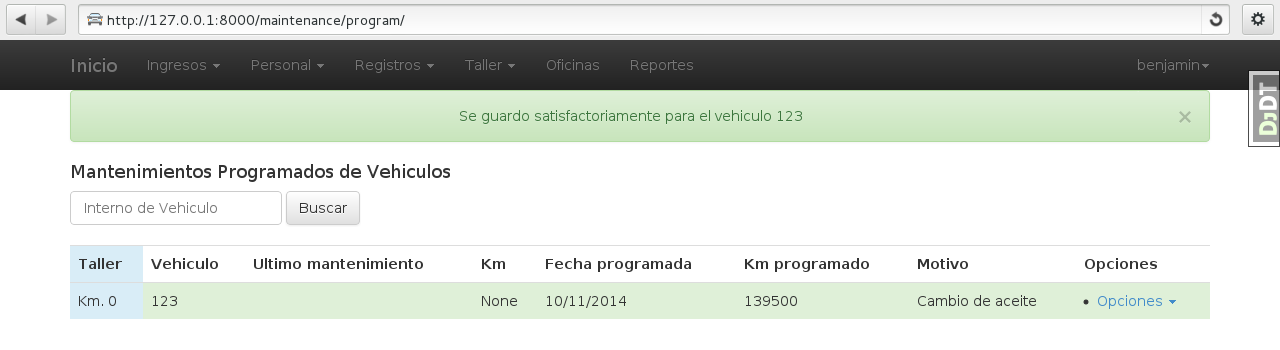 http://127.0.0.1:8000/maintenance/program/
Inicio Ingresos Personal Registros Taller Oficinas Reportes benjamin
DjDT
Se guardo satisfactoriamente para el vehiculo 123 ×
Mantenimientos Programados de Vehiculos
Interno de Vehiculo Buscar
Taller Vehiculo Ultimo mantenimiento Km Fecha programada Km programado Motivo Opciones
Km. 0 123 None 10/11/2014 139500 Cambio de aceite • Opciones